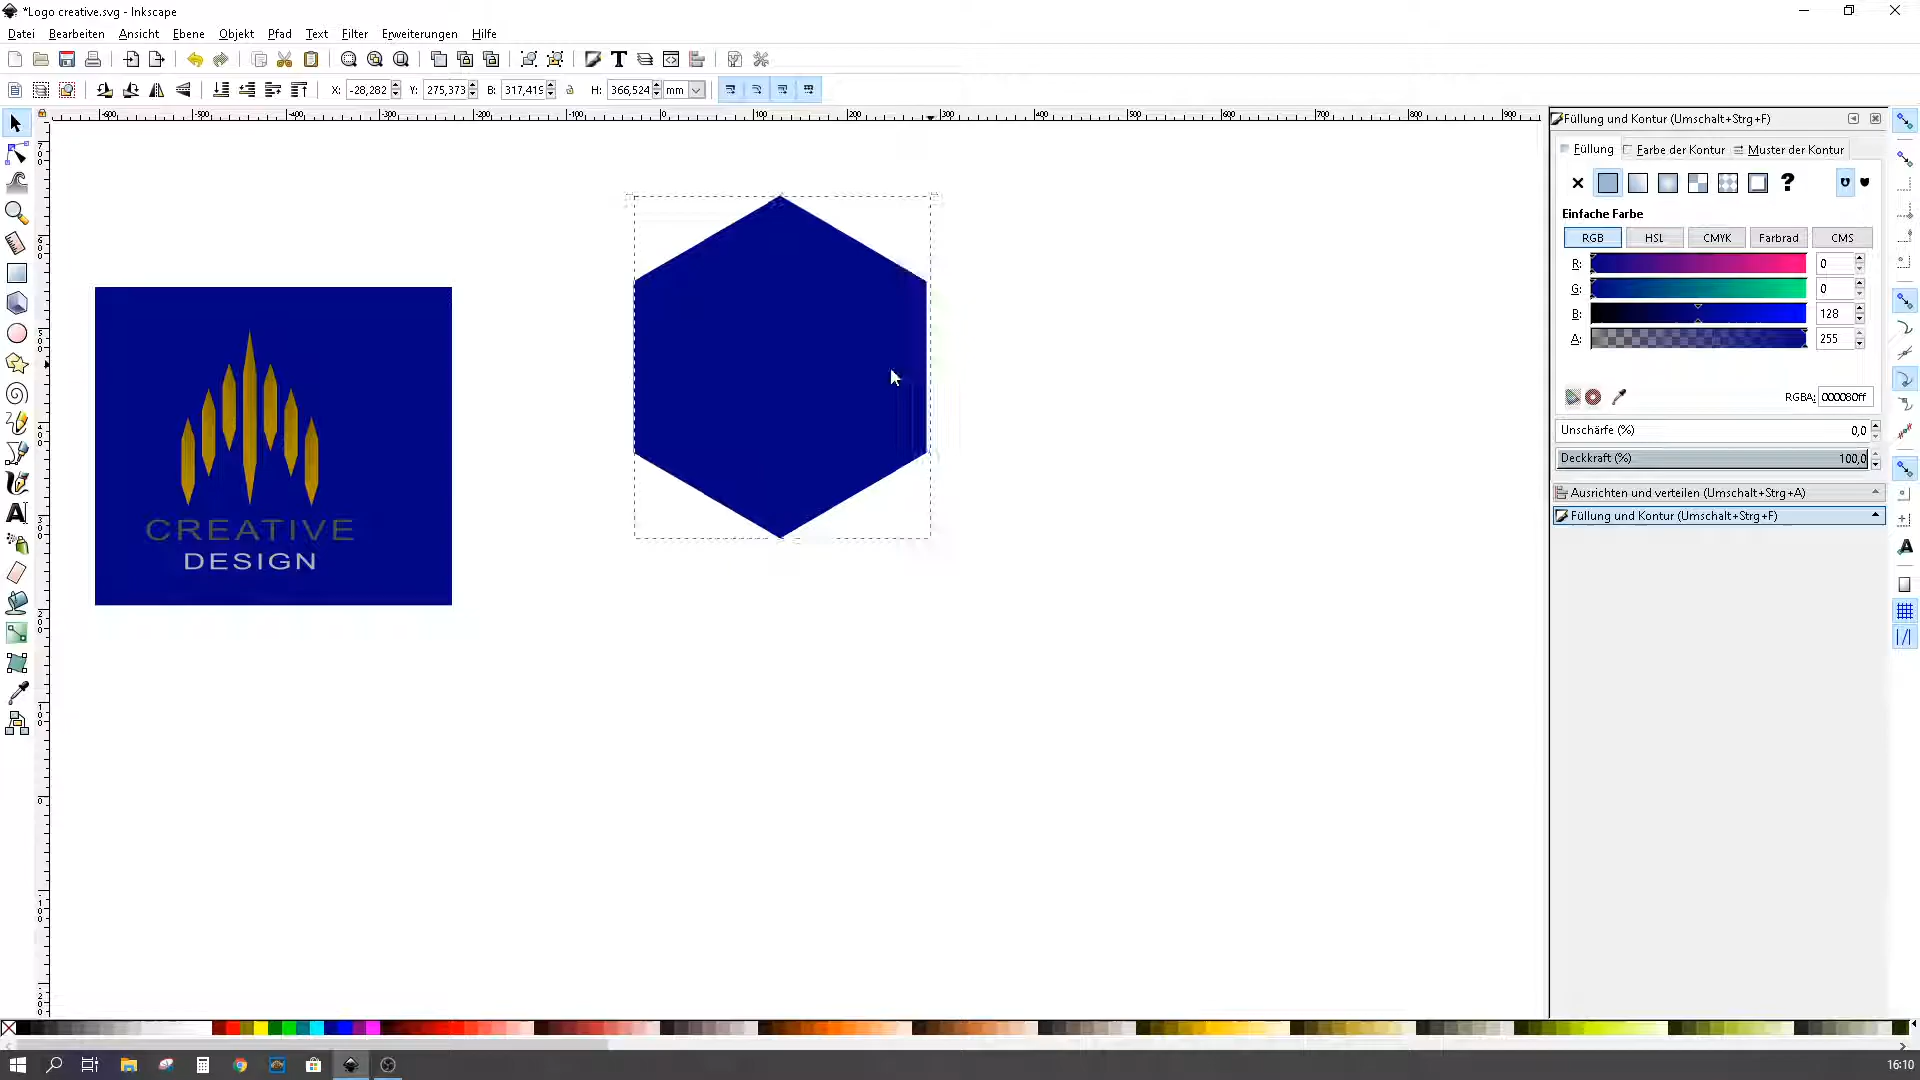 *Logo creative.svg - Inkscape
Datei Bearbeiten Ansicht Ebene Objekt Pfad Text Filter Erweiterungen Hilfe
X: -28,282 Y: 275,373 B: 317,419 H: 366,524 mm
Füllung und Kontur (Umschalt+Strg+F)
Füllung Farbe der Kontur Muster der Kontur
Einfache Farbe
RGB HSL CMYK Farbrad CMS
R: 0
G: 0
B: 128
A: 255
RGBA: 000080ff
Unschärfe (%) 0,0
Deckkraft (%) 100,0
Ausrichten und verteilen (Umschalt+Strg+A)
Füllung und Kontur (Umschalt+Strg+F)
CREATIVE
DESIGN
16:10